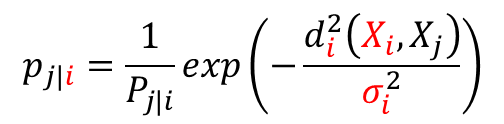 p_{j|i} = \frac{1}{P_{j|i}} exp\left(-\frac{d_i^2(X_i, X_j)}{\sigma_i^2}\right)